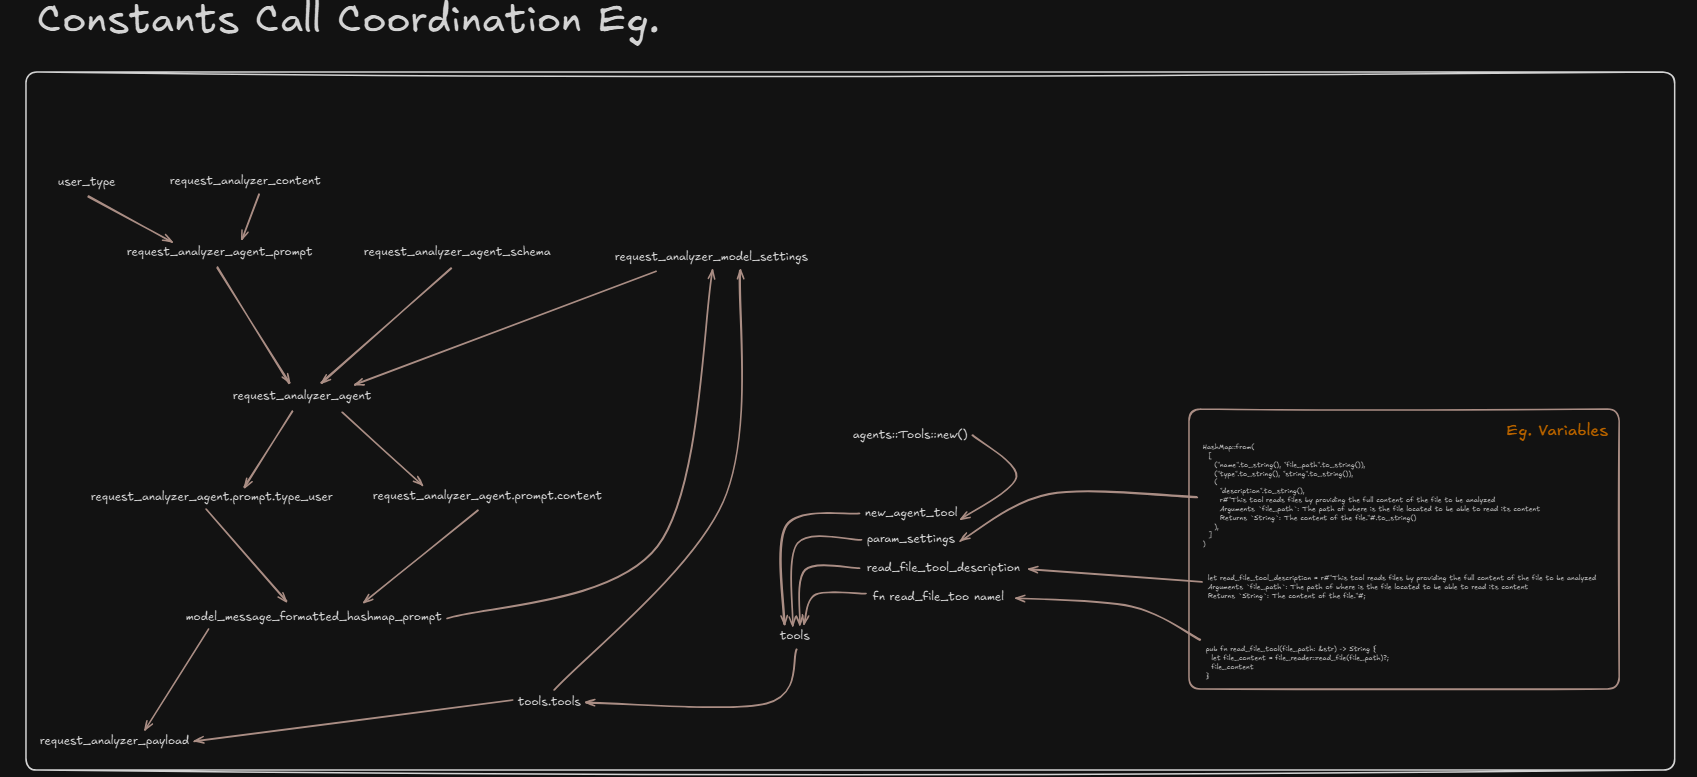 Constants Call Coordination Eg.
user_type
request_analyzer_content
request_analyzer_agent_prompt
request_analyzer_agent_schema
request_analyzer_model_settings
request_analyzer_agent
request_analyzer_agent.prompt.type_user
request_analyzer_agent.prompt.content
model_message_formatted_hashmap_prompt
request_analyzer_payload
tools.tools
agents::Tools::new()
new_agent_tool
param_settings
read_file_tool_description
fn read_file_too namel
tools
Eg. Variables
HashMap::from(
[
("name".to_string(), "file_path".to_string()),
("type".to_string(), "string".to_string()),
(
"description".to_string(),
r#"This tool reads files by providing the full content of the file to be analyzed
Arguments `file_path`: The path of where is the file located to be able to read its content
Returns `String`: The content of the file."#.to_string()
),
]
)
let read_file_tool_description = r#"This tool reads files by providing the full content of the file to be analyzed
Arguments `file_path`: The path of where is the file located to be able to read its content
Returns `String`: The content of the file."#;
pub fn read_file_tool(file_path: &str) -> String {
let file_content = file_reader::read_file(file_path)?;
file_content
}